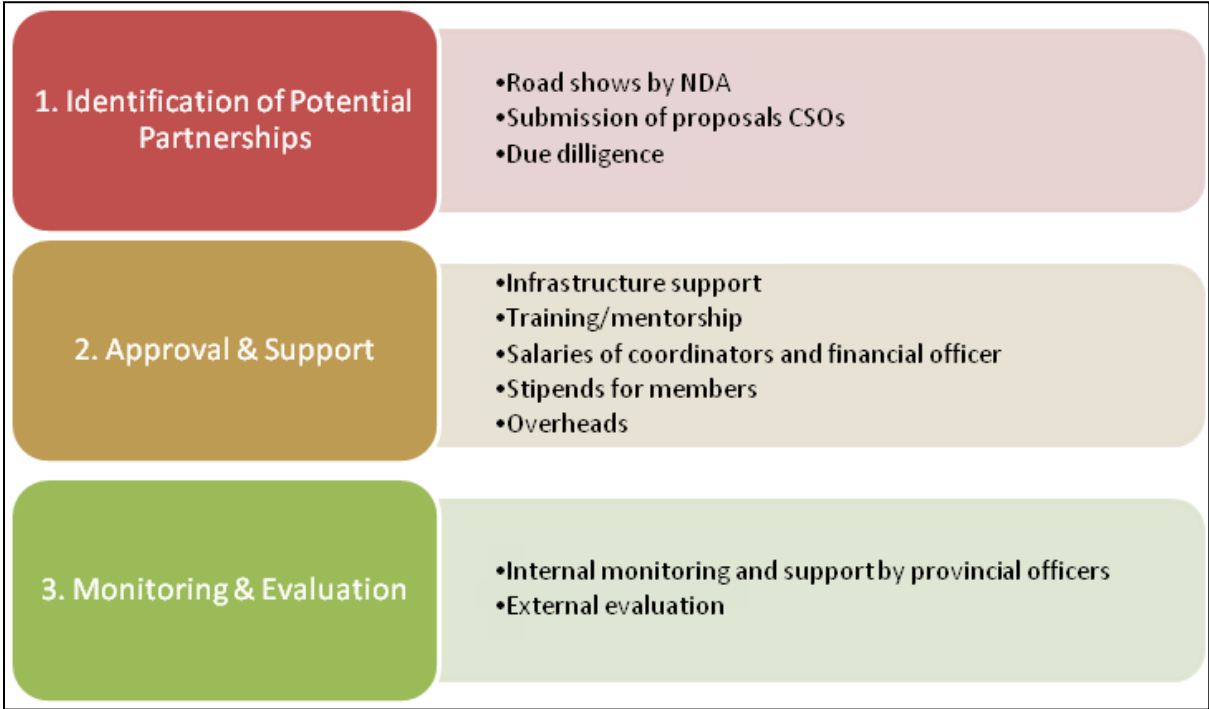 1. Identification of Potential
Partnerships
•Road shows by NDA
•Submission of proposals CSOs
•Due dilligence
2. Approval & Support
•Infrastructure support
•Training/mentorship
•Salaries of coordinators and financial officer
•Stipends for members
•Overheads
3. Monitoring & Evaluation
•Internal monitoring and support by provincial officers
•External evaluation